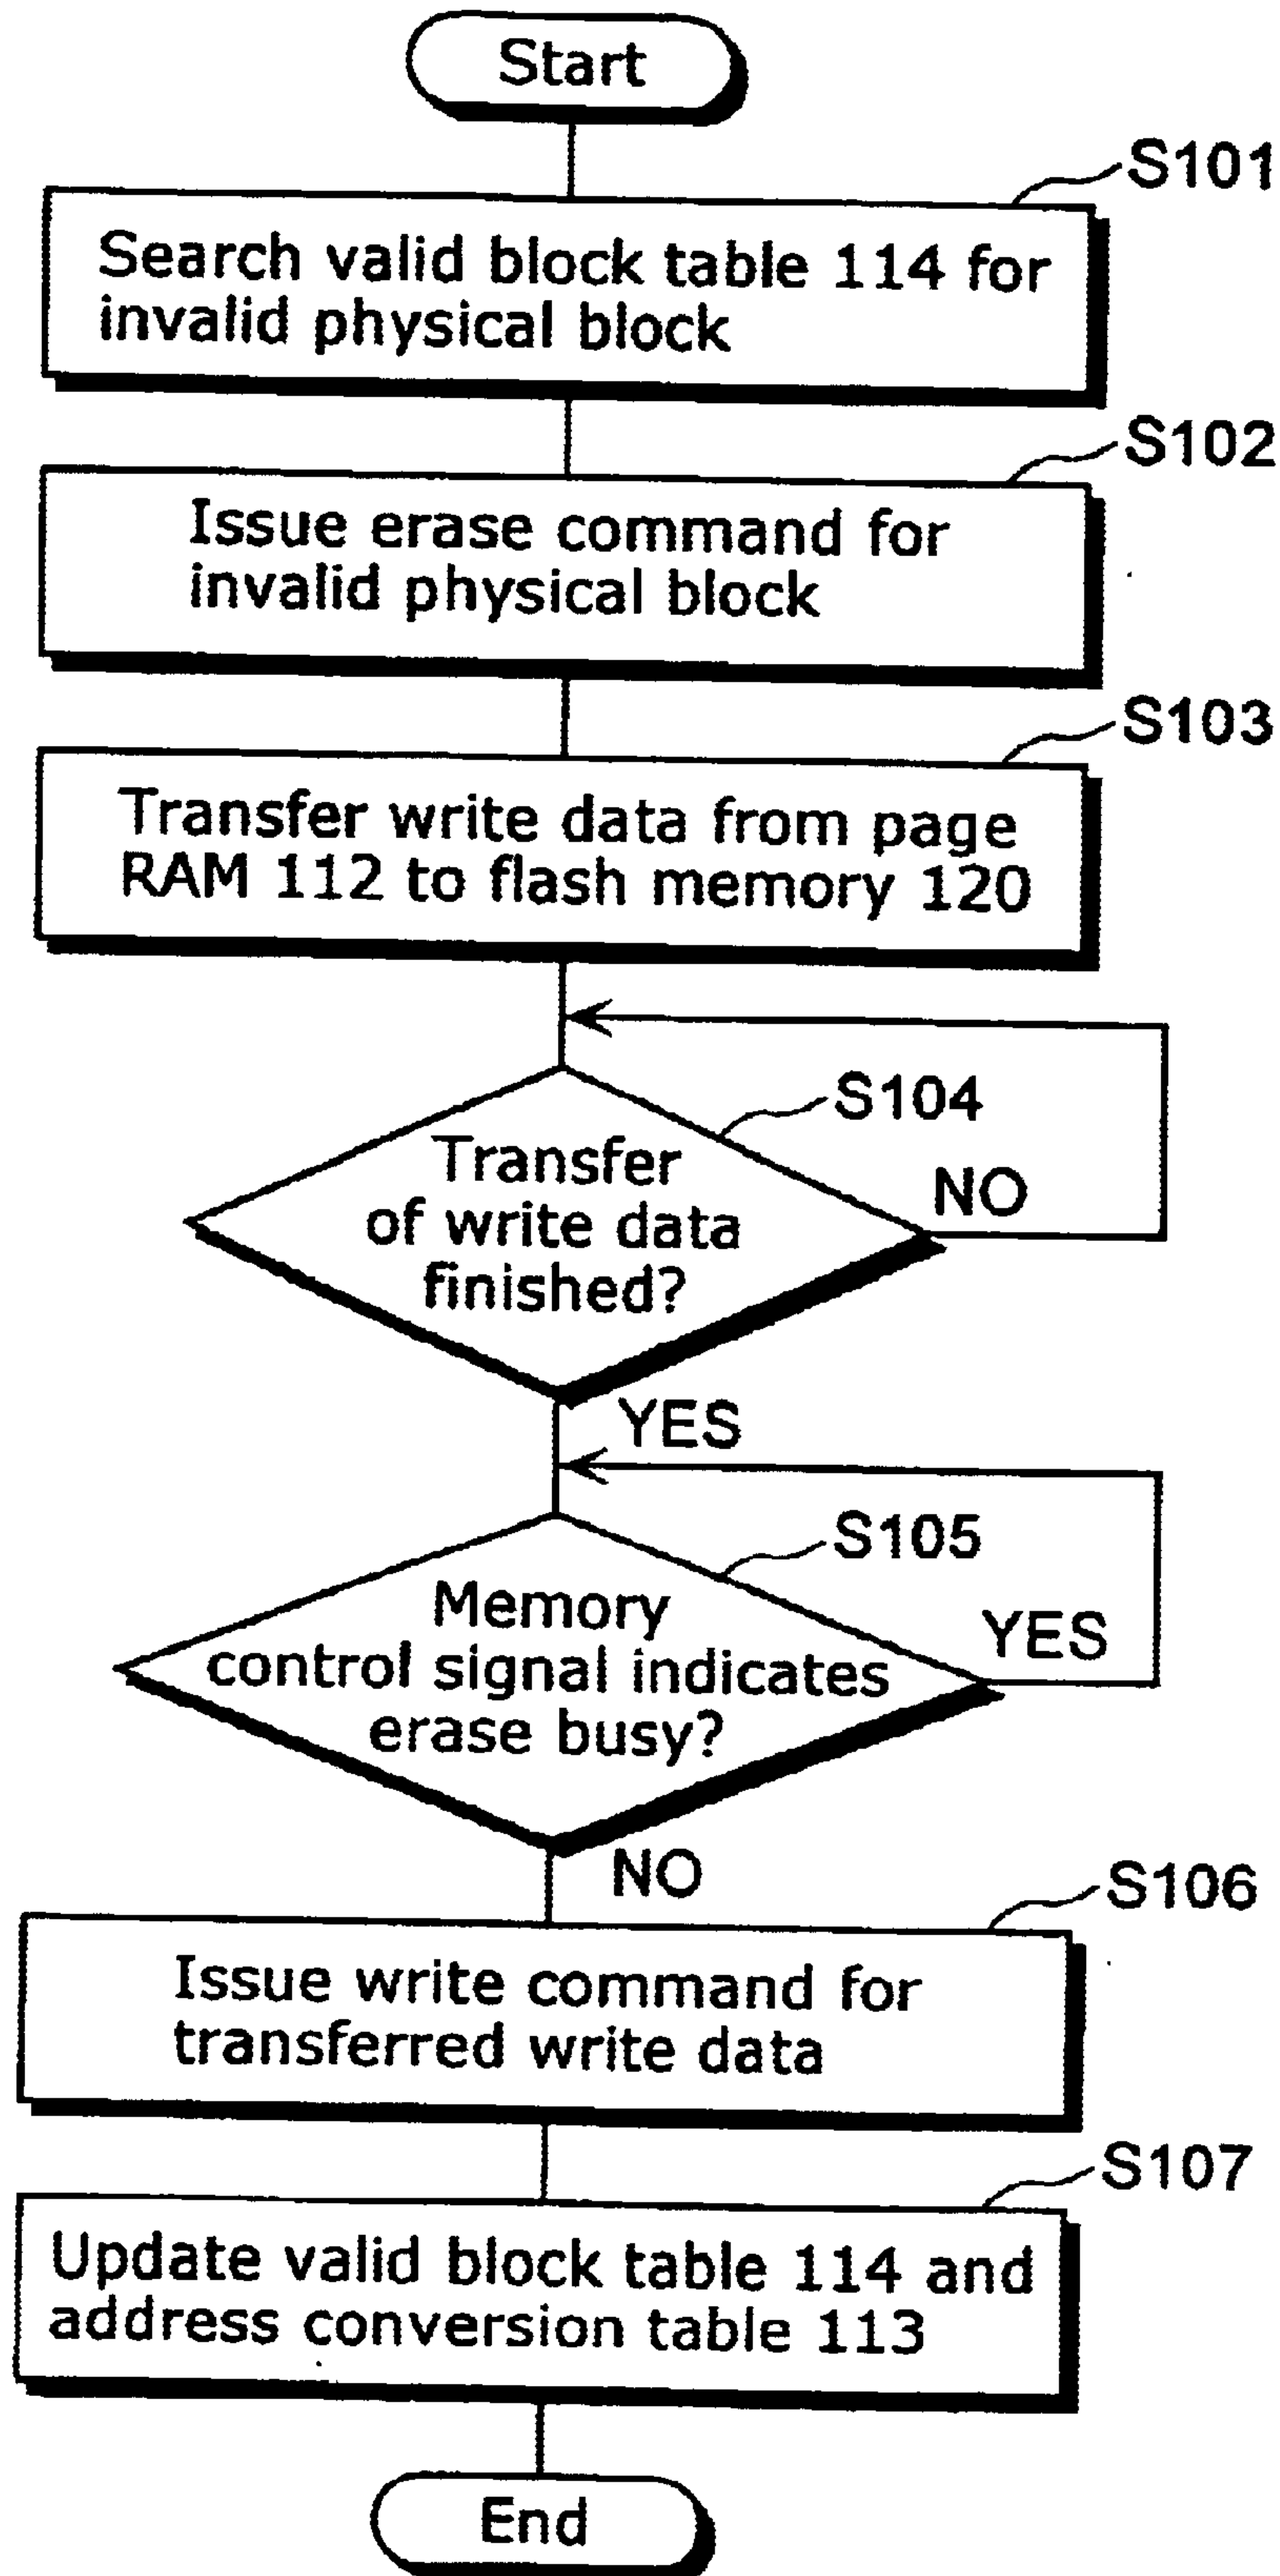 Start
S101
Search valid block table 114 for
invalid physical block
S102
Issue erase command for
invalid physical block
S103
Transfer write data from page
RAM 112 to flash memory 120
S104
Transfer
of write data
finished?
NO
YES
S105
Memory
control signal indicates
erase busy?
YES
NO
S106
Issue write command for
transferred write data
S107
Update valid block table 114 and
address conversion table 113
End